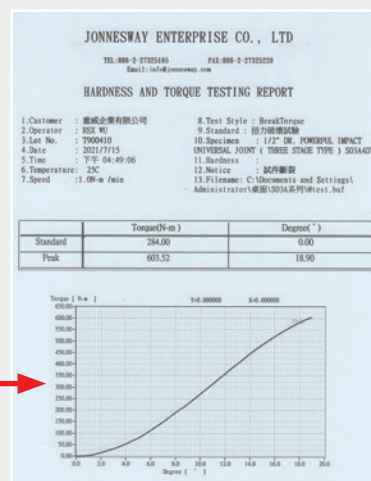 JONNESWAY ENTERPRISE CO., LTD
TEL:886-2-27325165 FAX:886-2-27325220
Email:info@jonnesway.com
HARDNESS AND TORQUE TESTING REPORT
1.Customer : 重威企業有限公司
2.Operator : REX WU
3.Lot No. : T900410
4.Date : 2021/7/15
5.Time : 下午 04:49:06
6.Temperature: 25C
7.Speed :1.0N-m /min
8.Test Style : BreakTorque
9.Standard : 扭力破壞試驗
10.Specimen : 1/2" DR. POWERFUL IMPACT
UNIVERSAL JOINT ( THREE STAGE TYPE ) S03A4D
11.Hardness :
12.Notice : 試件斷裂
13.Filename: C:\Documents and Settings\
Administrator\桌面\S03A系列\@test.buf
Torque(N-m ) Degree(˚)
Standard 284.00 0.00
Peak 603.52 18.90
Torque [ N-m ] Y=0.000000 X=0.000000
650.00
600.00
550.00
500.00
450.00
400.00
350.00
300.00
250.00
200.00
150.00
100.00
50.00
0.00
0.0 2.0 4.0 6.0 8.0 10.0 12.0 14.0 16.0 18.0 20.0
Degree [ ˚ ]